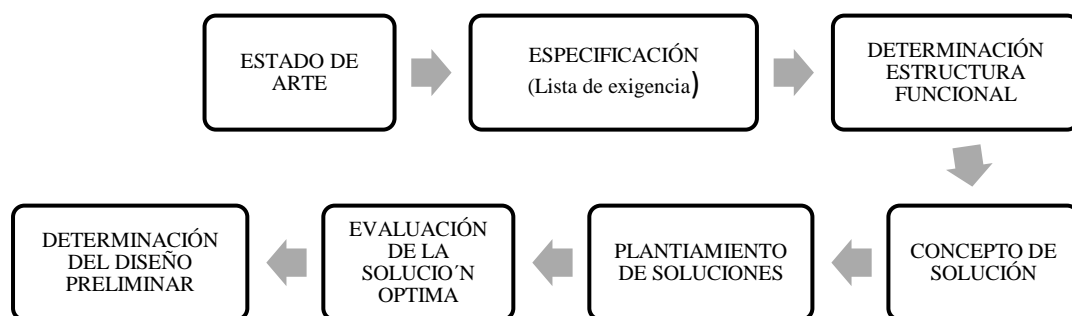 ESTADO DE
ARTE
ESPECIFICACIÓN
(Lista de exigencia)
DETERMINACIÓN
ESTRUCTURA
FUNCIONAL
CONCEPTO DE
SOLUCIÓN
PLANTIAMIENTO
DE SOLUCIONES
EVALUACIÓN
DE LA
SOLUCIO´N
OPTIMA
DETERMINACIÓN
DEL DISEÑO
PRELIMINAR